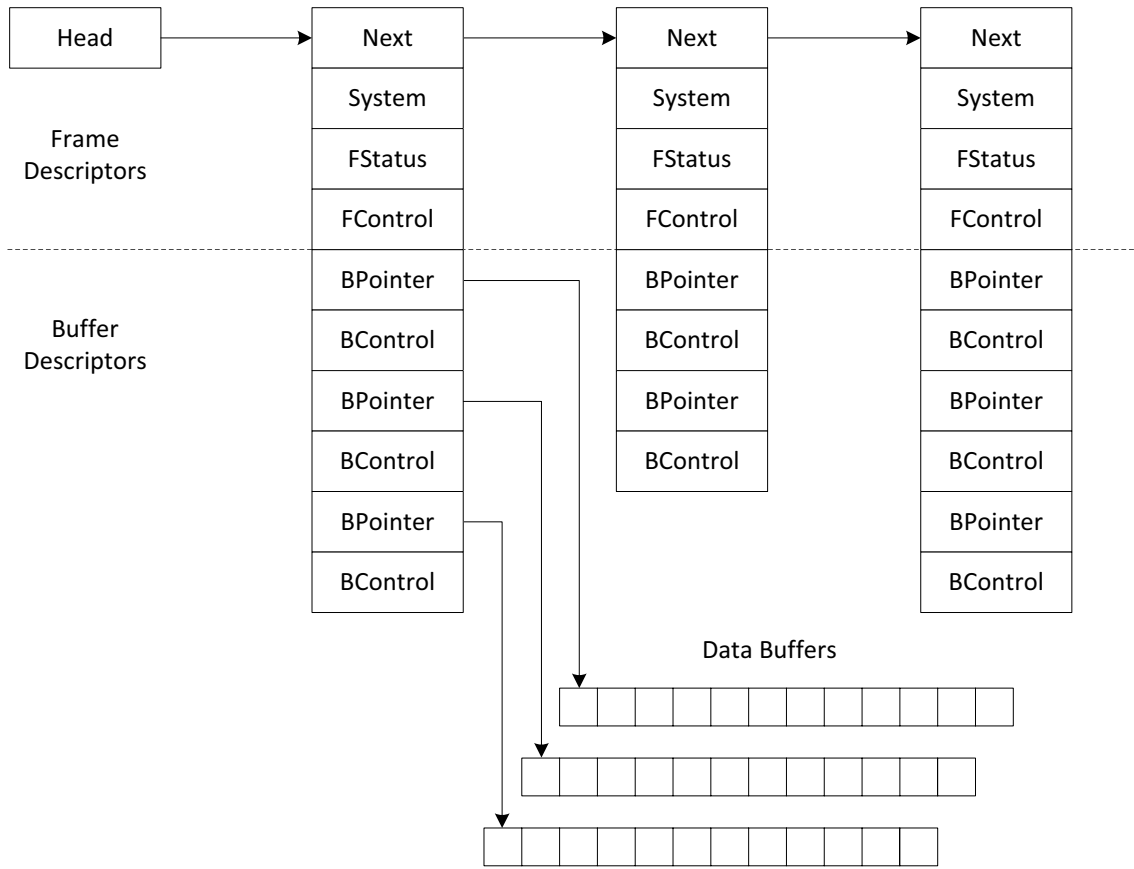 Head
Next
Next
Next
System
System
System
Frame
Descriptors
FStatus
FStatus
FStatus
FControl
FControl
FControl
BPointer
BPointer
BPointer
Buffer
Descriptors
BControl
BControl
BControl
BPointer
BPointer
BPointer
BControl
BControl
BControl
BPointer
BPointer
BControl
BControl
Data Buffers